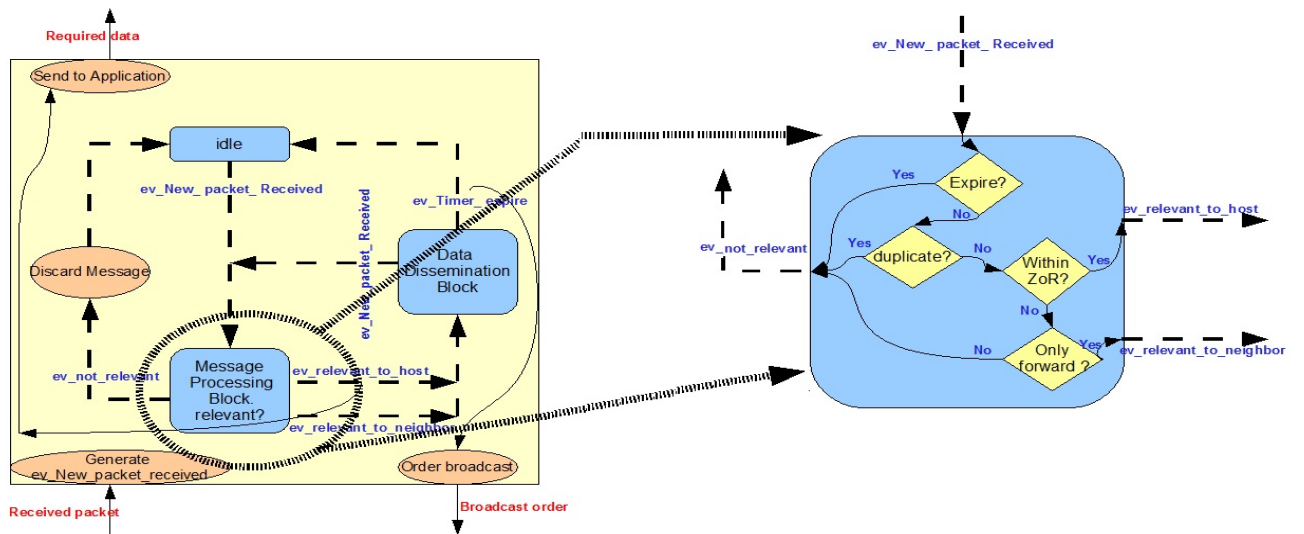 Required data
Send to Application
idle
ev_New_ packet_ Received
ev_Timer_ expire
ev_New_packet_ Received
Discard Message
Data
Dissemination
Block
Message
Processing
Block.
relevant?
ev_not_relevant
ev_relevant_to_host
ev_relevant_to_neighbor
Generate
ev_New_packet_received
Order broadcast
Received packet
Broadcast order
ev_New_ packet_ Received
Expire?
Yes
No
duplicate?
Yes
No
Within
ZoR?
Yes
No
Only
forward ?
Yes
No
ev_not_relevant
ev_relevant_to_host
ev_relevant_to_neighbor